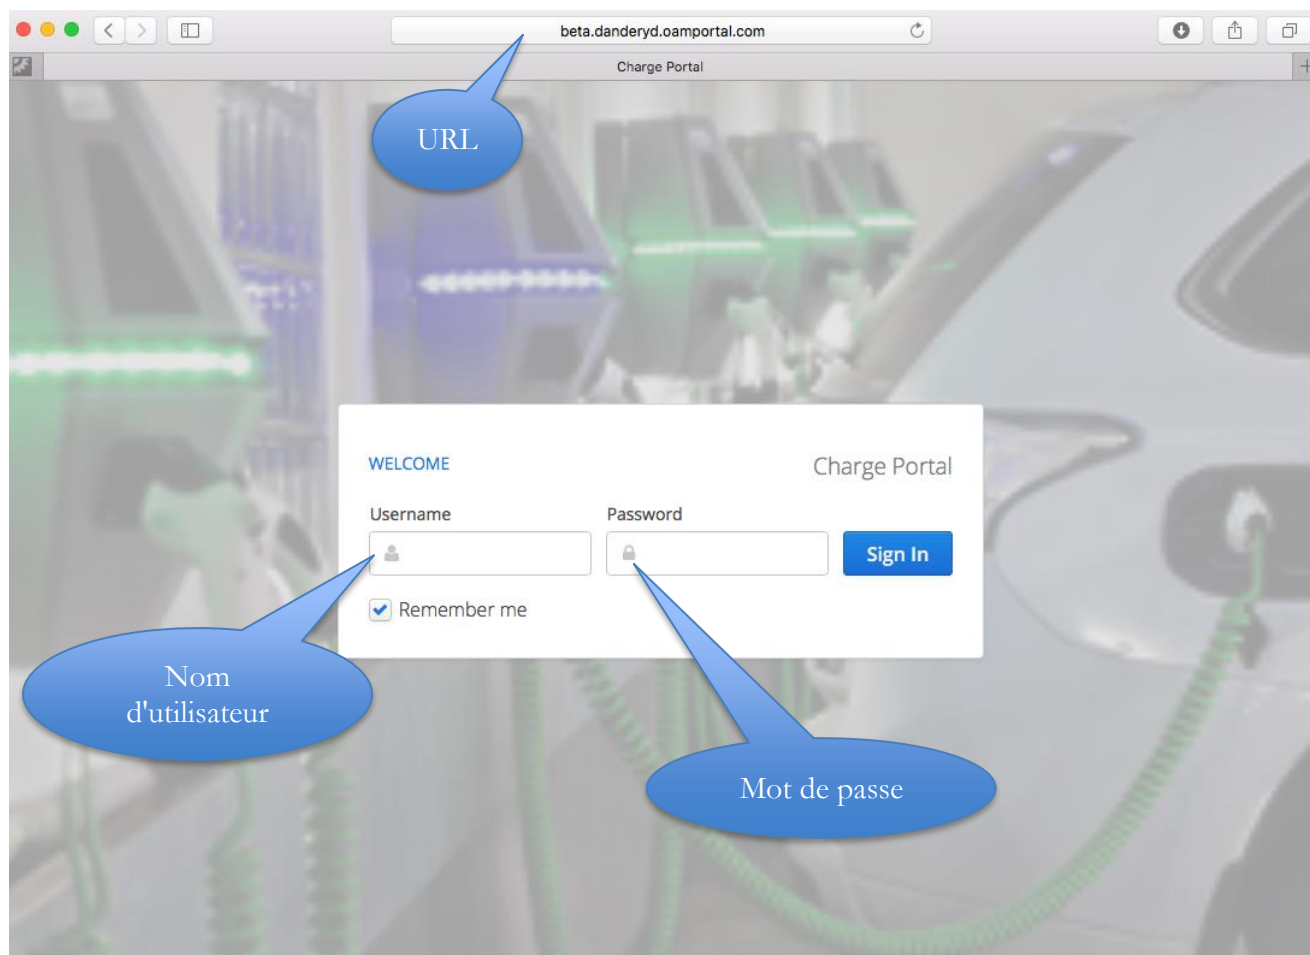 beta.danderyd.oamportal.com
Charge Portal
URL
WELCOME
Charge Portal
Username
Password
Sign In
Remember me
Nom
d'utilisateur
Mot de passe